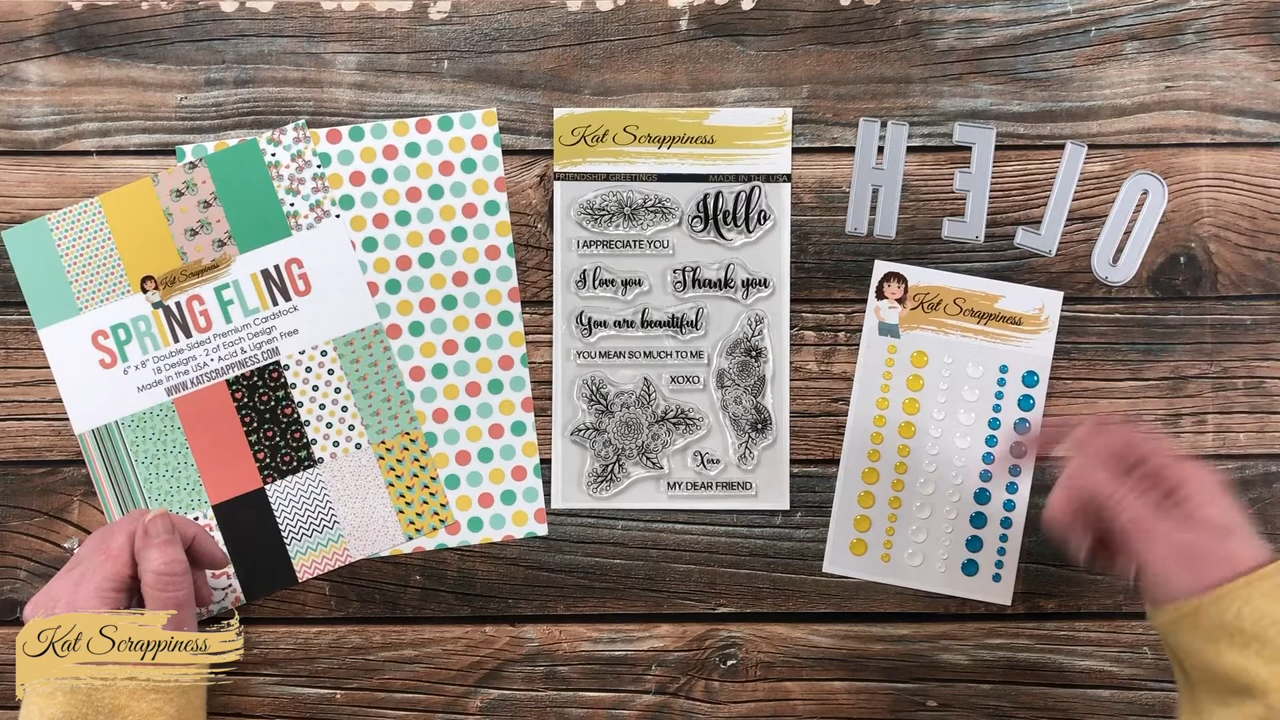 Kat Scrappiness
SPRING FLING
6" x 8" Double-Sided Premium Cardstock
18 Designs - 2 of Each Design
Made in the USA • Acid & Lignen Free
WWW.KATSCRAPPINESS.COM
Kat Scrappiness
FRIENDSHIP GREETINGS MADE IN THE USA
Hello
I APPRECIATE YOU
I love you
Thank you
You are beautiful
YOU MEAN SO MUCH TO ME
XOXO
Xoxo
MY DEAR FRIEND
HELO
Kat Scrappiness
Kat Scrappiness